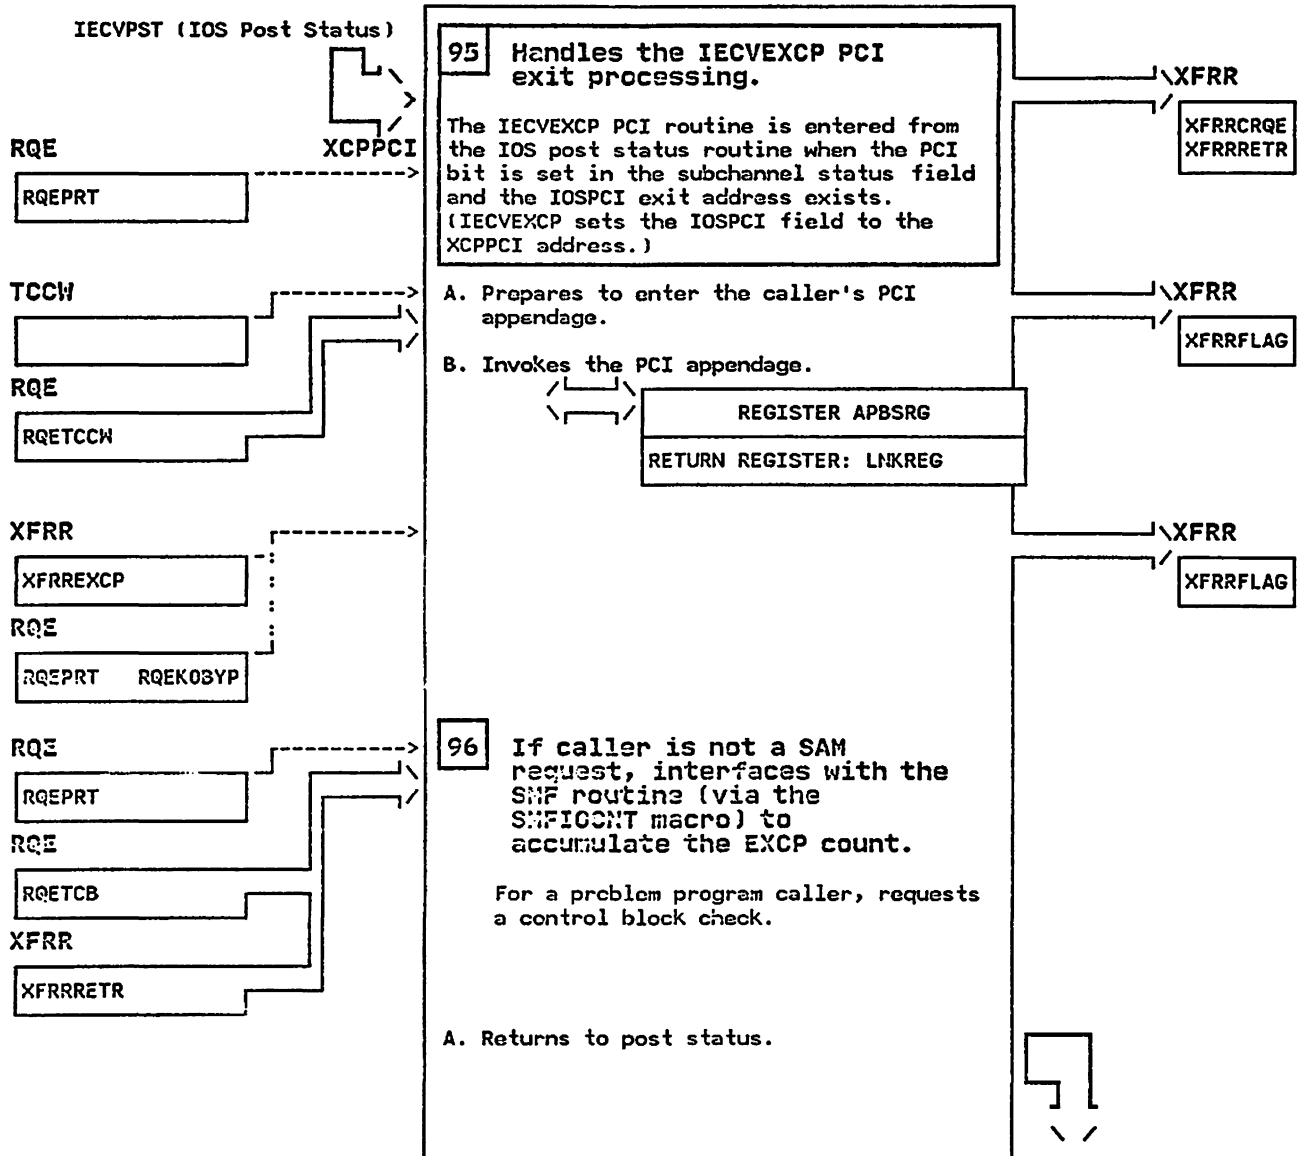 IECVPST (IOS Post Status)
95 Handles the IECVEXCP PCI
exit processing.
The IECVEXCP PCI routine is entered from
the IOS post status routine when the PCI
bit is set in the subchannel status field
and the IOSPCI exit address exists.
(IECVEXCP sets the IOSPCI field to the
XCPPCI address.)
XCPPCI
RQE
RQEPRT
XFRR
XFRRCRQE
XFRRRETR
TCCW
RQE
RQETCCW
A. Prepares to enter the caller's PCI
appendage.
B. Invokes the PCI appendage.
REGISTER APBSRG
RETURN REGISTER: LNKREG
XFRR
XFRRFLAG
XFRR
XFRREXCP
RQE
RQEPRT RQEKOBYP
XFRR
XFRRFLAG
RQE
RQEPRT
RQE
RQETCB
XFRR
XFRRRETR
96 If caller is not a SAM
request, interfaces with the
SMF routine (via the
SMFIOCNT macro) to
accumulate the EXCP count.
For a problem program caller, requests
a control block check.
A. Returns to post status.